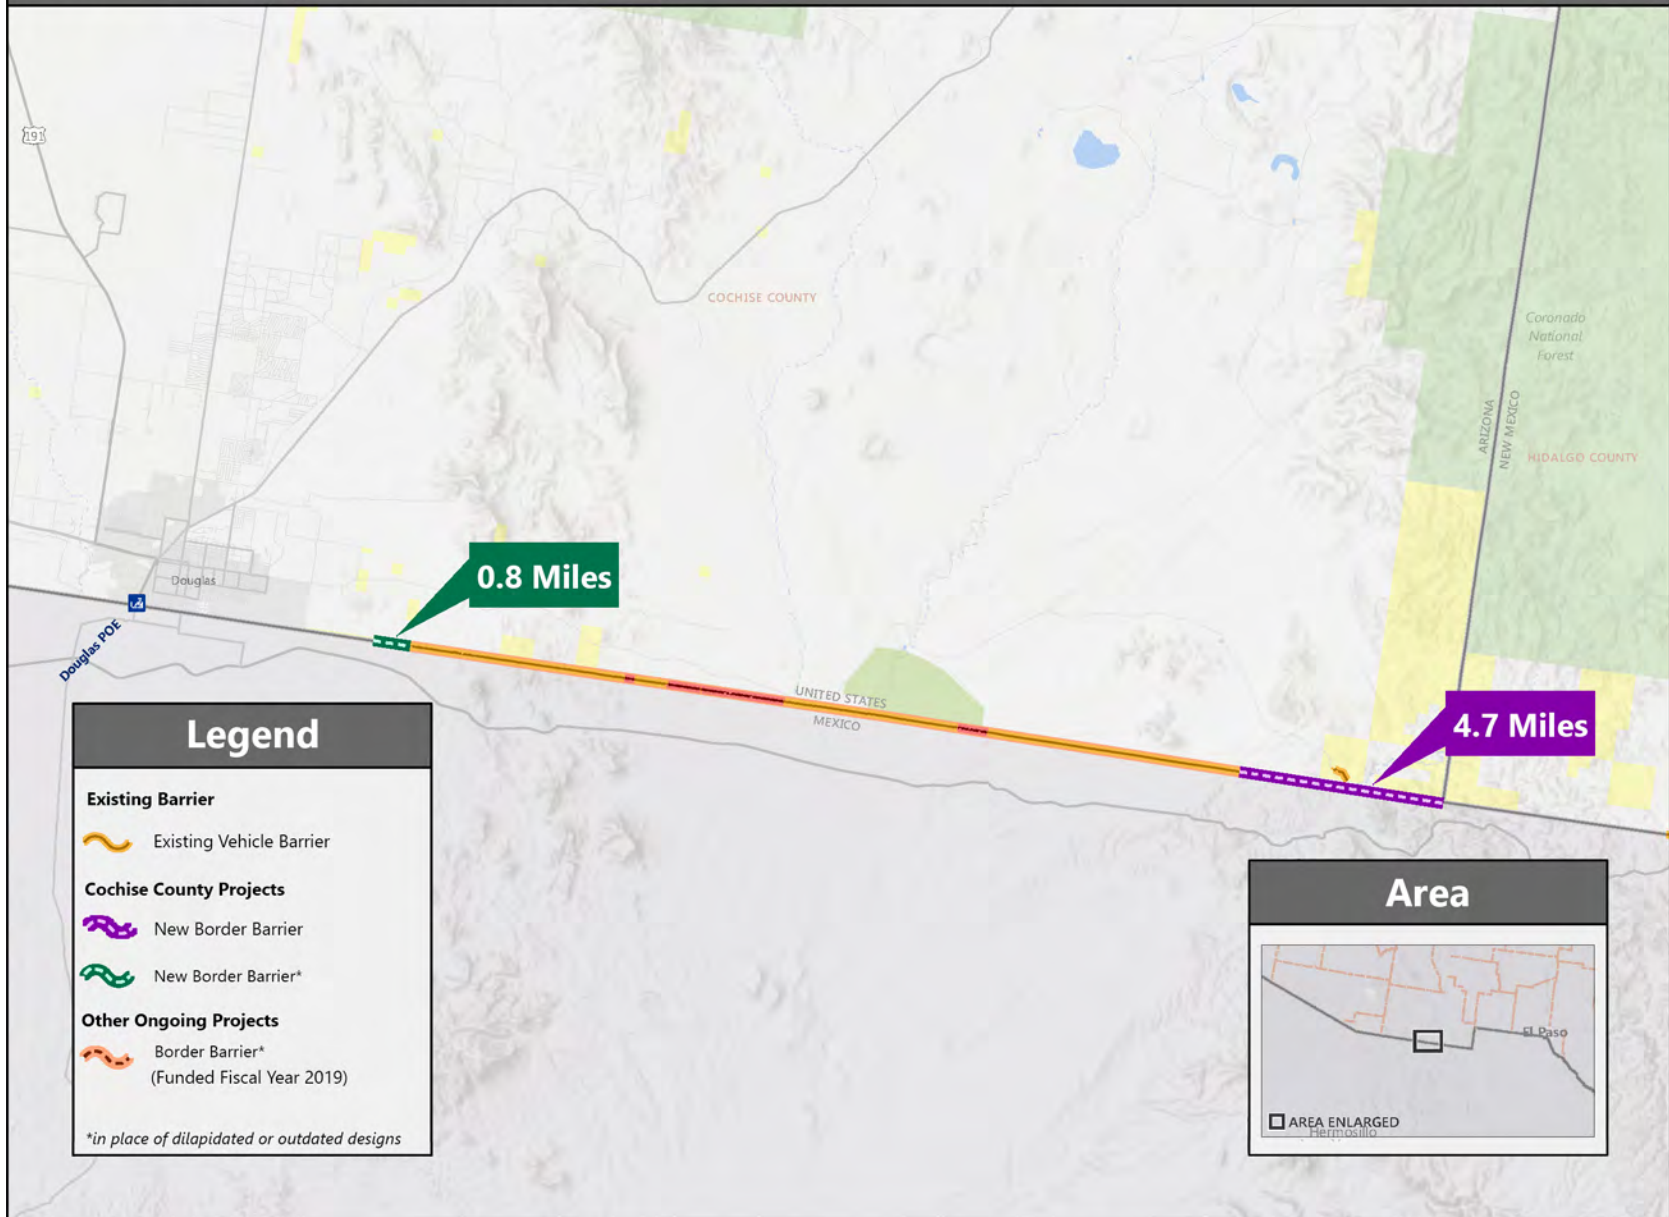 191
COCHISE COUNTY
Coronado
National
Forest
ARIZONA
NEW MEXICO
HIDALGO COUNTY
0.8 Miles
Douglas
Douglas POE
UNITED STATES
MEXICO
4.7 Miles
Legend
Existing Barrier
Existing Vehicle Barrier
Cochise County Projects
New Border Barrier
New Border Barrier*
Other Ongoing Projects
Border Barrier*
(Funded Fiscal Year 2019)
*in place of dilapidated or outdated designs
Area
El Paso
AREA ENLARGED
Hermosillo